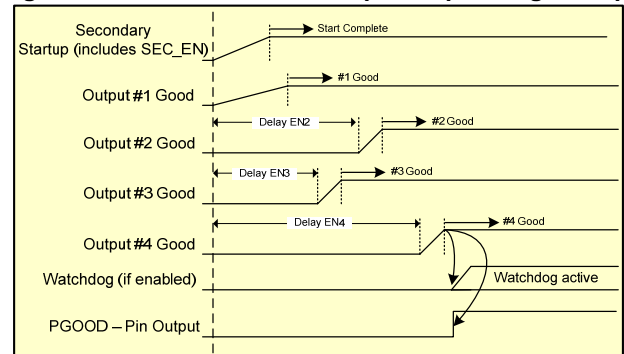 Secondary
Startup (includes SEC_EN)
Start Complete
#1 Good
Output #1 Good
Delay EN2
#2 Good
Output #2 Good
Delay EN3
#3 Good
Output #3 Good
Delay EN4
#4 Good
Output #4 Good
Watchdog (if enabled)
Watchdog active
PGOOD – Pin Output